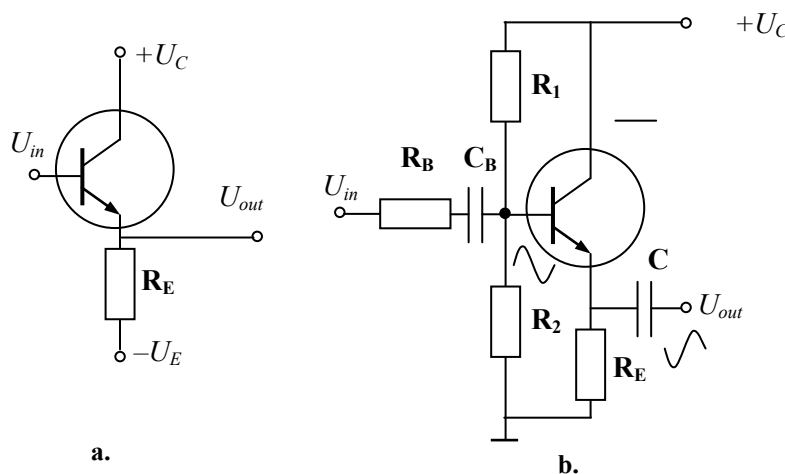 +U_C
U_in
U_out
R_E
–U_E
a.
+U_C
R_1
R_B
C_B
U_in
C
R_2
U_out
R_E
b.